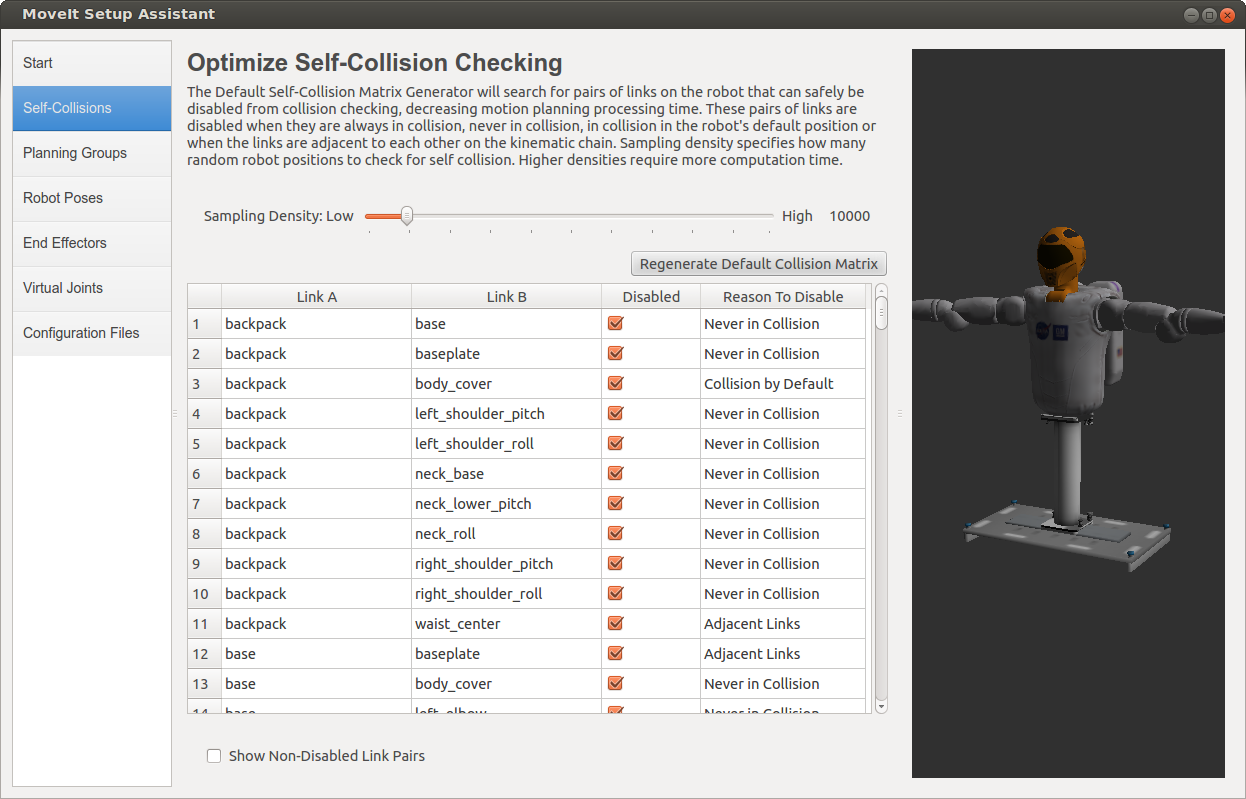 MoveIt Setup Assistant
Start
Self-Collisions
Planning Groups
Robot Poses
End Effectors
Virtual Joints
Configuration Files
Optimize Self-Collision Checking
The Default Self-Collision Matrix Generator will search for pairs of links on the robot that can safely be
disabled from collision checking, decreasing motion planning processing time. These pairs of links are
disabled when they are always in collision, never in collision, in collision in the robot's default position or
when the links are adjacent to each other on the kinematic chain. Sampling density specifies how many
random robot positions to check for self collision. Higher densities require more computation time.
Sampling Density: Low High 10000
Regenerate Default Collision Matrix
Link A Link B Disabled Reason To Disable
1 backpack base Never in Collision
2 backpack baseplate Never in Collision
3 backpack body_cover Collision by Default
4 backpack left_shoulder_pitch Never in Collision
5 backpack left_shoulder_roll Never in Collision
6 backpack neck_base Never in Collision
7 backpack neck_lower_pitch Never in Collision
8 backpack neck_roll Never in Collision
9 backpack right_shoulder_pitch Never in Collision
10 backpack right_shoulder_roll Never in Collision
11 backpack waist_center Adjacent Links
12 base baseplate Adjacent Links
13 base body_cover Never in Collision
14 base left_elbow Never in Collision
Show Non-Disabled Link Pairs